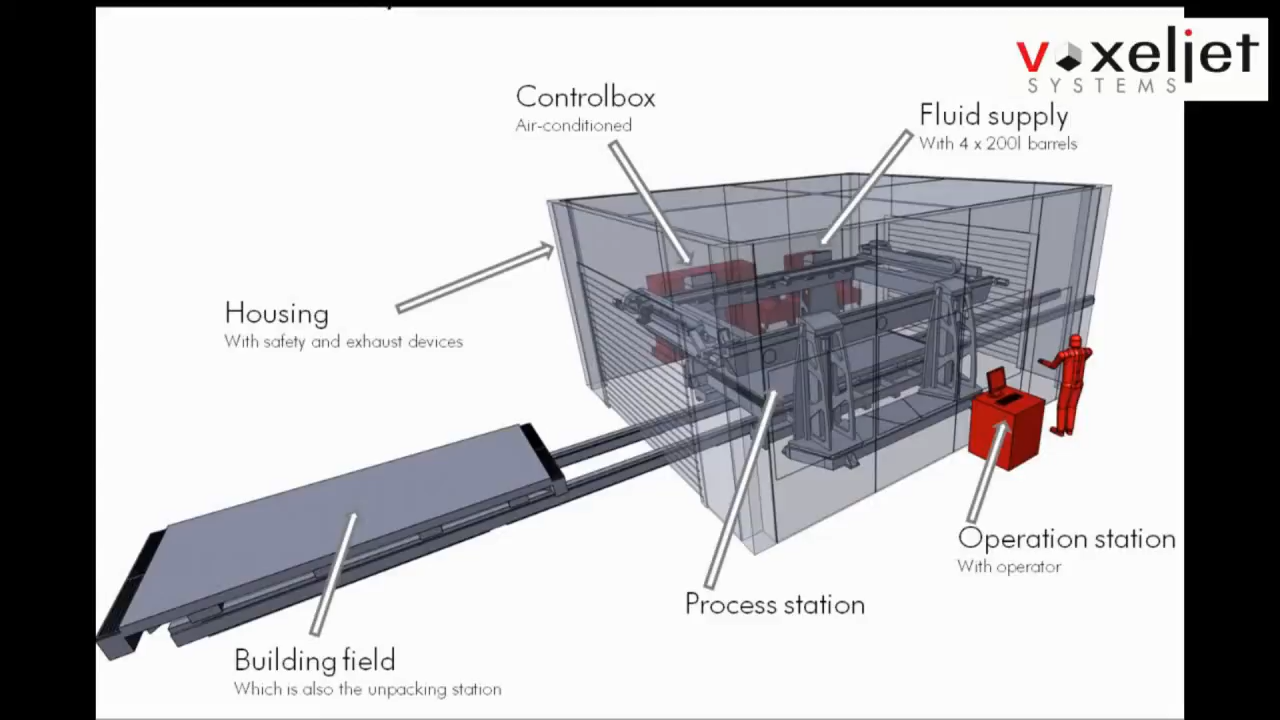 voxeljet
SYSTEMS
Controlbox
Air-conditioned
Fluid supply
With 4 x 200l barrels
Housing
With safety and exhaust devices
Operation station
With operator
Process station
Building field
Which is also the unpacking station